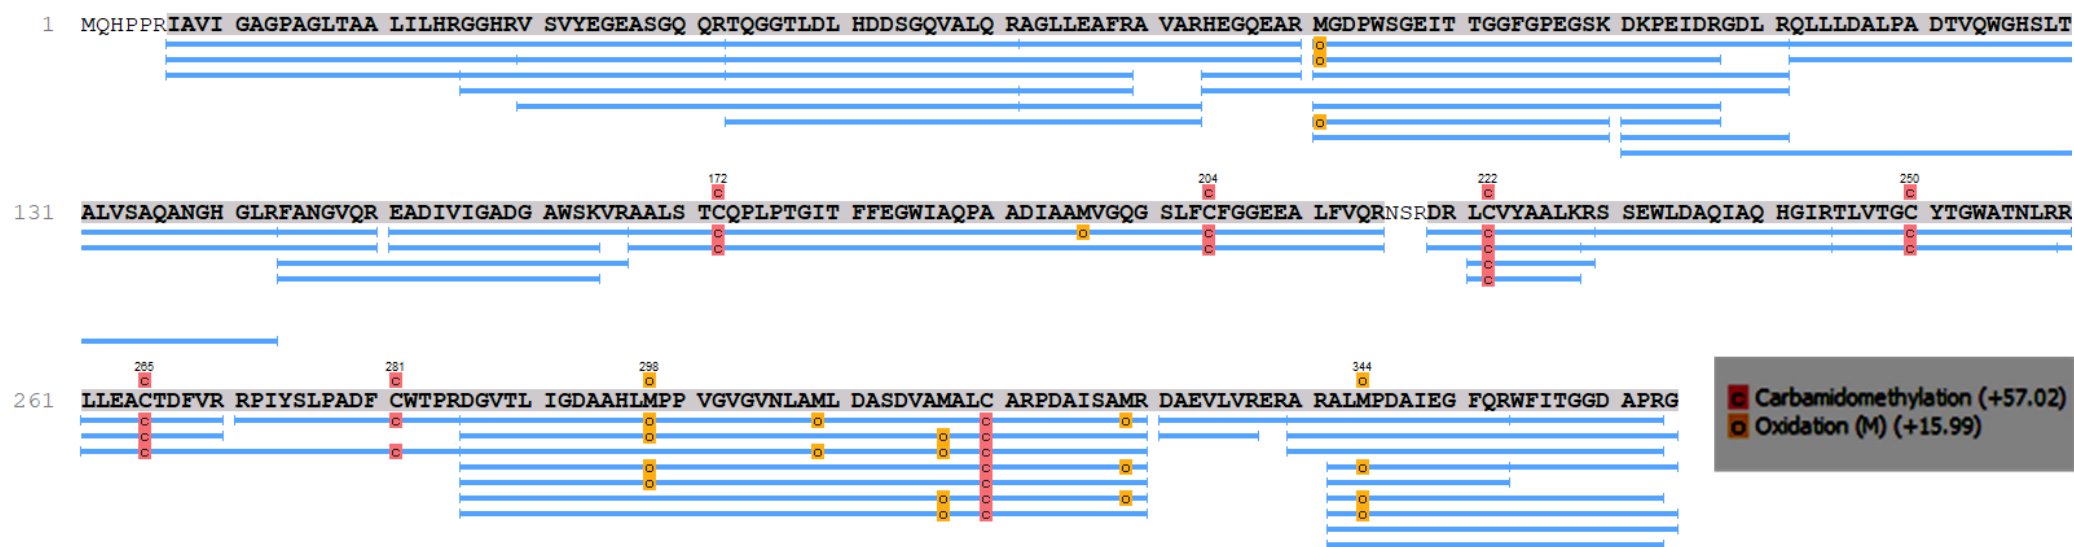 1 MQHPPRIAVI GAGPAGLTAA LILHRGGHRV SVYEGEASGQ QRTQGGTLDL HDDSGQVALQ RAGLLEAFRA VARHEGQEAR MGDPWSGEIT TGGFGPEGSK DKPEIDRGDL RQLLLDALPA DTVQWGHSLT
o
o
o
172 204 222 250
c c c c
131 ALVSAQANGH GLRFANGVQR EADIVIGADG AWSKVRAALS TCQPLPTGIT FFEGWIAQPA ADIAAMVGQG SLFCFGGEEA LFVQRNSRDR LCVYAALKRS SEWLDAQIAQ HGIRTLVTGC YTGWATNLRR
c o c c c
c c c c
c
c
265 281 298 344
c c o o
261 LLEACTDFVR RPIYSLPADF CWTPRDGVTL IGDAAHLMPP VGVGVNLAML DASDVAMALC ARPDAISAMR DAEVLVRERA RALMPDAIEG FQRWFITGGD APRG
c c o o c o
c o o c
c c o o c
o c o o
o c
o c o o
o c o
c Carbamidomethylation (+57.02)
o Oxidation (M) (+15.99)